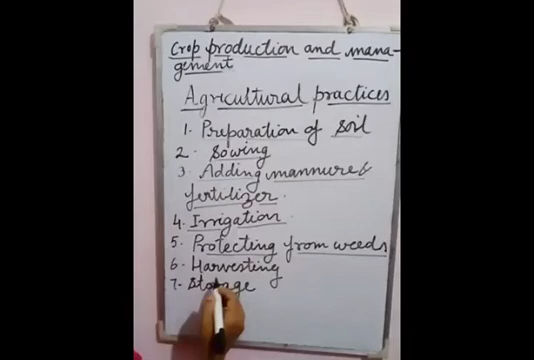 Crop production and mana-
gement
Agricultural practices
1. Preparation of soil
2. Sowing
3 Adding mannure &
fertilizer.
4. Irrigation.
5. Protecting from weeds
6. Harvesting
7. Storage